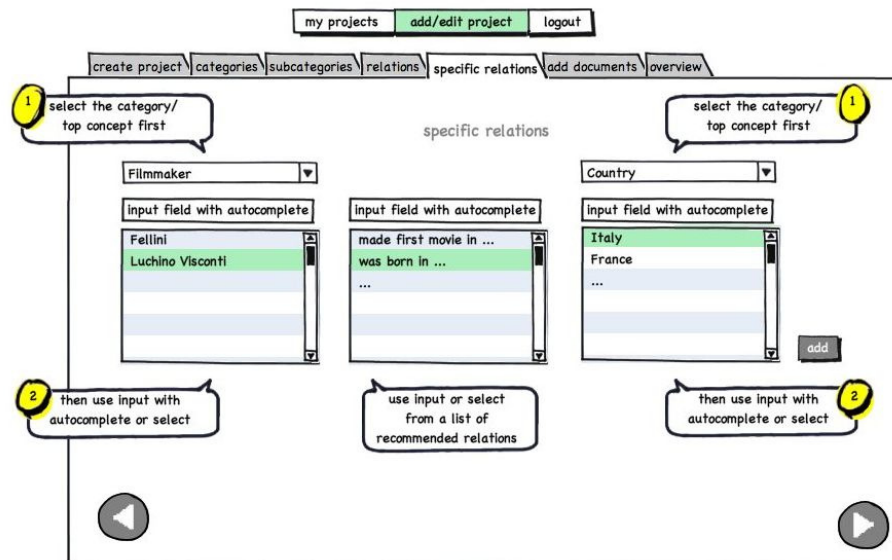 my projects add/edit project logout
create project categories subcategories relations specific relations add documents overview
1
select the category/
top concept first
1
select the category/
top concept first
specific relations
Filmmaker
Country
input field with autocomplete
input field with autocomplete
input field with autocomplete
Fellini
Luchino Visconti
made first movie in ...
was born in ...
...
Italy
France
...
add
2
then use input with
autocomplete or select
use input or select
from a list of
recommended relations
2
then use input with
autocomplete or select